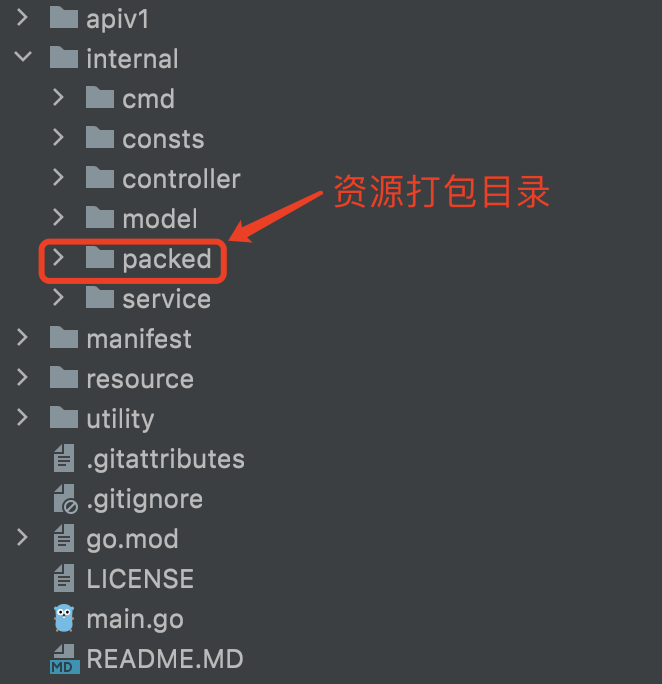 apiv1
internal
cmd
consts
controller
资源打包目录
model
packed
service
manifest
resource
utility
.gitattributes
.gitignore
go.mod
LICENSE
main.go
MD README.MD